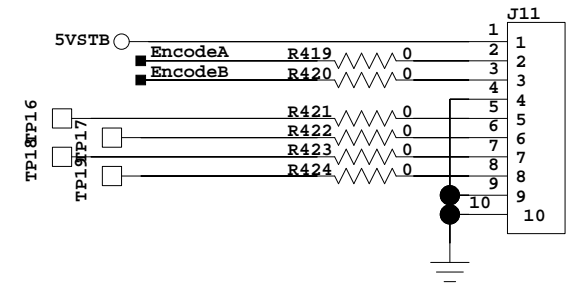 J11
5VSTB 1 1
EncodeA R419 0 2 2
EncodeB R420 0 3 3
4 4
TP16 R421 0 5 5
TP17 R422 0 6 6
TP18 R423 0 7 7
TP19 R424 0 8 8
9 9
10 10